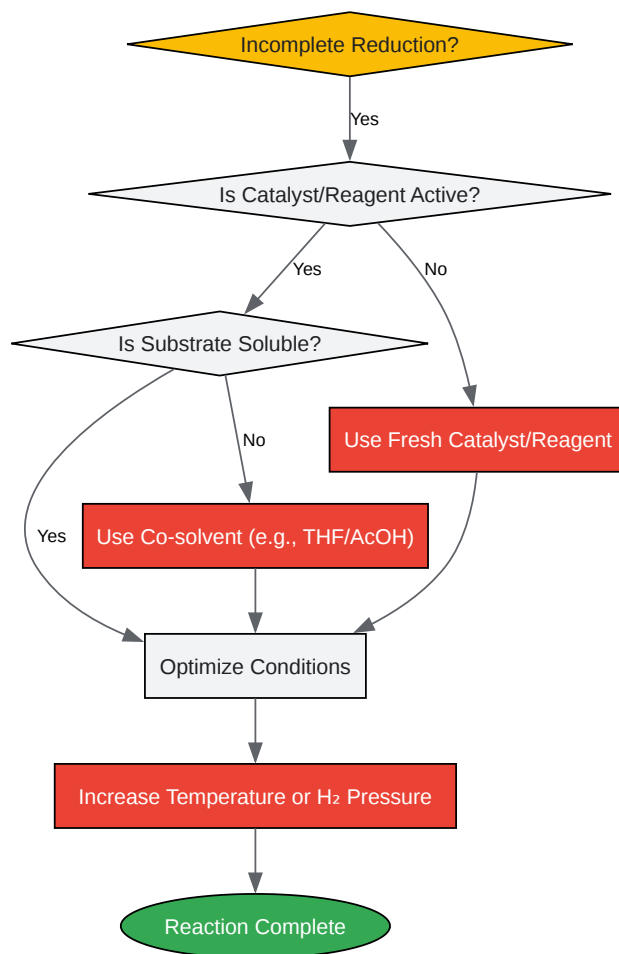 Incomplete Reduction?
Yes
Is Catalyst/Reagent Active?
Yes
No
Is Substrate Soluble?
No
Use Fresh Catalyst/Reagent
Yes
Use Co-solvent (e.g., THF/AcOH)
Optimize Conditions
Increase Temperature or H₂ Pressure
Reaction Complete